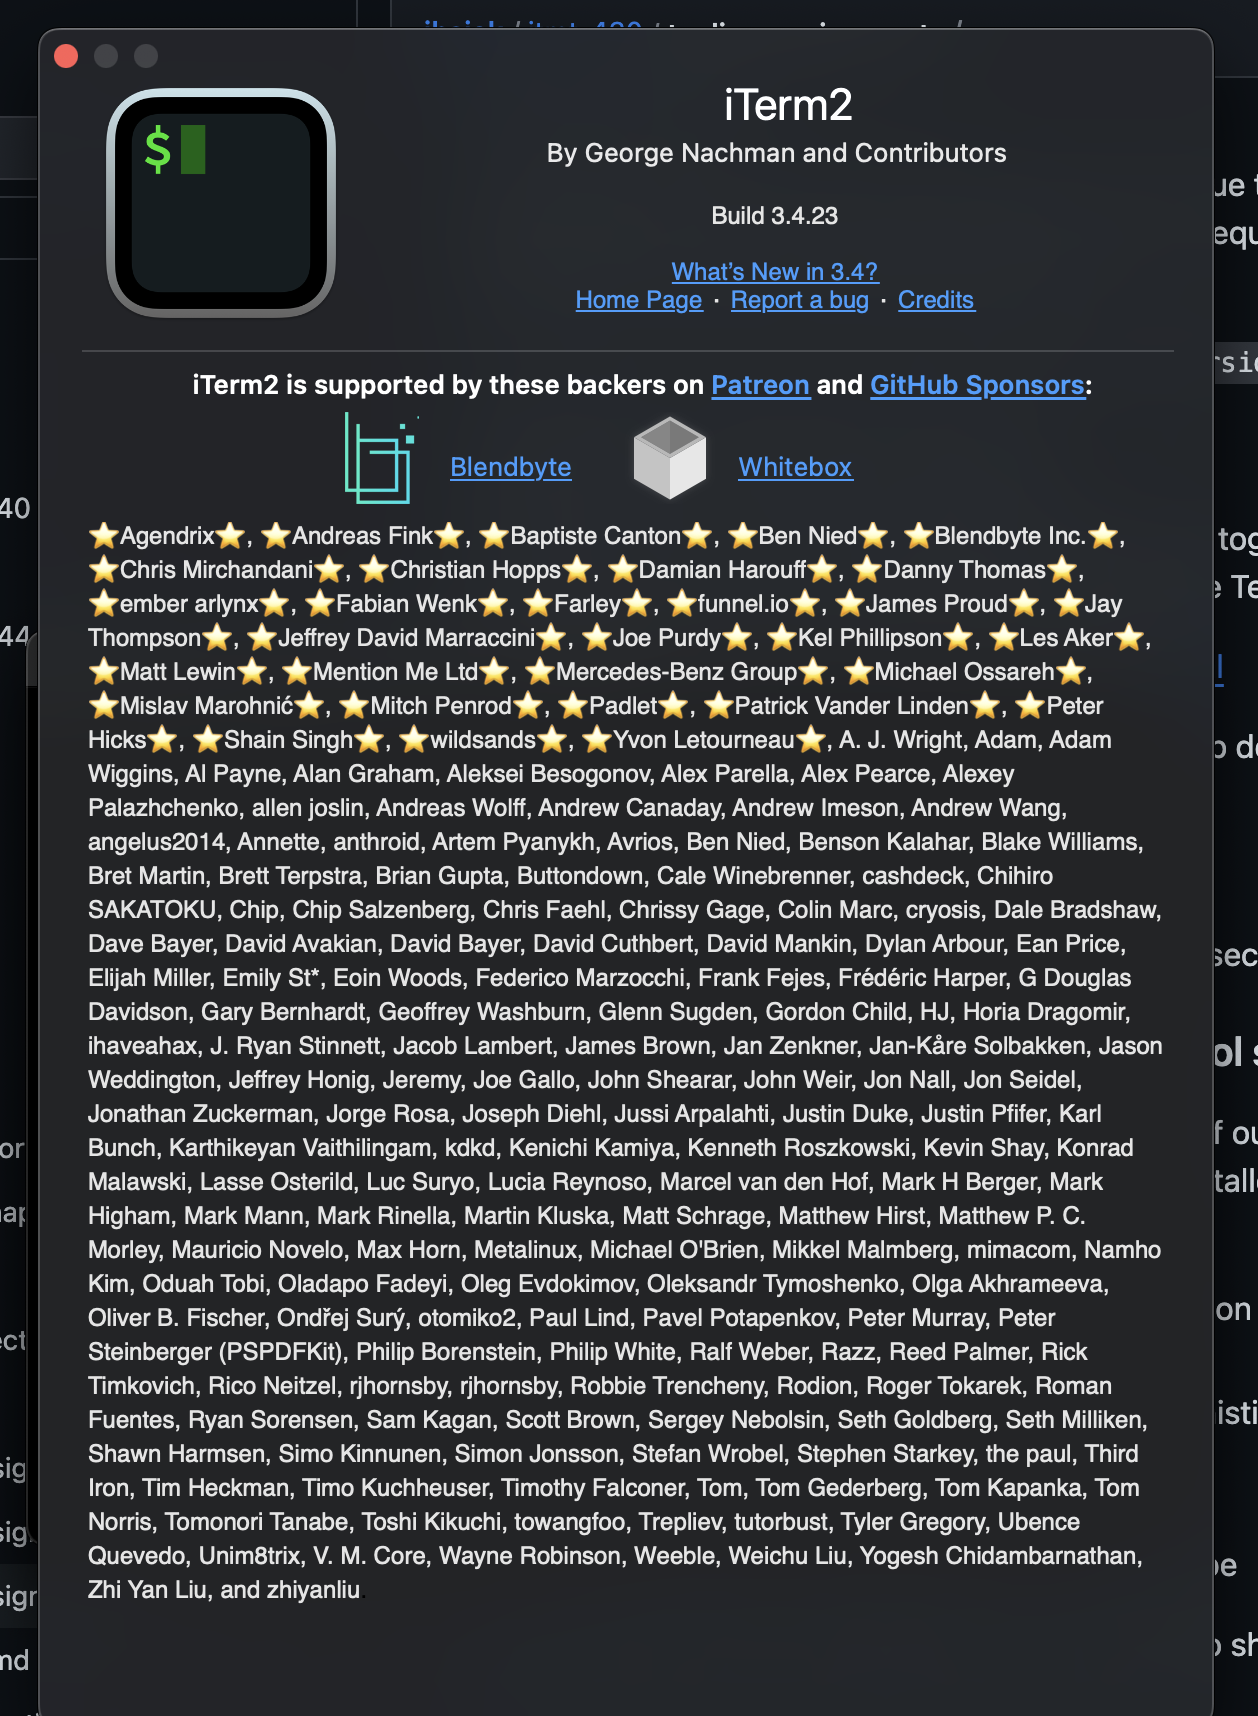 iTerm2
By George Nachman and Contributors
Build 3.4.23
What's New in 3.4?
Home Page · Report a bug · Credits
iTerm2 is supported by these backers on Patreon and GitHub Sponsors:
Blendbyte Whitebox
⭐Agendrix⭐, ⭐Andreas Fink⭐, ⭐Baptiste Canton⭐, ⭐Ben Nied⭐, ⭐Blendbyte Inc.⭐,
⭐Chris Mirchandani⭐, ⭐Christian Hopps⭐, ⭐Damian Harouff⭐, ⭐Danny Thomas⭐,
⭐ember arlynx⭐, ⭐Fabian Wenk⭐, ⭐Farley⭐, ⭐funnel.io⭐, ⭐James Proud⭐, ⭐Jay
Thompson⭐, ⭐Jeffrey David Marraccini⭐, ⭐Joe Purdy⭐, ⭐Kel Phillipson⭐, ⭐Les Aker⭐,
⭐Matt Lewin⭐, ⭐Mention Me Ltd⭐, ⭐Mercedes-Benz Group⭐, ⭐Michael Ossareh⭐,
⭐Mislav Marohnić⭐, ⭐Mitch Penrod⭐, ⭐Padlet⭐, ⭐Patrick Vander Linden⭐, ⭐Peter
Hicks⭐, ⭐Shain Singh⭐, ⭐wildsands⭐, ⭐Yvon Letourneau⭐, A. J. Wright, Adam, Adam
Wiggins, Al Payne, Alan Graham, Aleksei Besogonov, Alex Parella, Alex Pearce, Alexey
Palazhchenko, allen joslin, Andreas Wolff, Andrew Canaday, Andrew Imeson, Andrew Wang,
angelus2014, Annette, anthroid, Artem Pyanykh, Avrios, Ben Nied, Benson Kalahar, Blake Williams,
Bret Martin, Brett Terpstra, Brian Gupta, Buttondown, Cale Winebrenner, cashdeck, Chihiro
SAKATOKU, Chip, Chip Salzenberg, Chris Faehl, Chrissy Gage, Colin Marc, cryosis, Dale Bradshaw,
Dave Bayer, David Avakian, David Bayer, David Cuthbert, David Mankin, Dylan Arbour, Ean Price,
Elijah Miller, Emily St*, Eoin Woods, Federico Marzocchi, Frank Fejes, Frédéric Harper, G Douglas
Davidson, Gary Bernhardt, Geoffrey Washburn, Glenn Sugden, Gordon Child, HJ, Horia Dragomir,
ihaveahax, J. Ryan Stinnett, Jacob Lambert, James Brown, Jan Zenkner, Jan-Kåre Solbakken, Jason
Weddington, Jeffrey Honig, Jeremy, Joe Gallo, John Shearar, John Weir, Jon Nall, Jon Seidel,
Jonathan Zuckerman, Jorge Rosa, Joseph Diehl, Jussi Arpalahti, Justin Duke, Justin Pfifer, Karl
Bunch, Karthikeyan Vaithilingam, kdkd, Kenichi Kamiya, Kenneth Roszkowski, Kevin Shay, Konrad
Malawski, Lasse Osterild, Luc Suryo, Lucia Reynoso, Marcel van den Hof, Mark H Berger, Mark
Higham, Mark Mann, Mark Rinella, Martin Kluska, Matt Schrage, Matthew Hirst, Matthew P. C.
Morley, Mauricio Novelo, Max Horn, Metalinux, Michael O'Brien, Mikkel Malmberg, mimacom, Namho
Kim, Oduah Tobi, Oladapo Fadeyi, Oleg Evdokimov, Oleksandr Tymoshenko, Olga Akhrameeva,
Oliver B. Fischer, Ondřej Surý, otomiko2, Paul Lind, Pavel Potapenkov, Peter Murray, Peter
Steinberger (PSPDFKit), Philip Borenstein, Philip White, Ralf Weber, Razz, Reed Palmer, Rick
Timkovich, Rico Neitzel, rjhornsby, rjhornsby, Robbie Trencheny, Rodion, Roger Tokarek, Roman
Fuentes, Ryan Sorensen, Sam Kagan, Scott Brown, Sergey Nebolsin, Seth Goldberg, Seth Milliken,
Shawn Harmsen, Simo Kinnunen, Simon Jonsson, Stefan Wrobel, Stephen Starkey, the paul, Third
Iron, Tim Heckman, Timo Kuchheuser, Timothy Falconer, Tom, Tom Gederberg, Tom Kapanka, Tom
Norris, Tomonori Tanabe, Toshi Kikuchi, towangfoo, Trepliev, tutorbust, Tyler Gregory, Ubence
Quevedo, Unim8trix, V. M. Core, Wayne Robinson, Weeble, Weichu Liu, Yogesh Chidambarnathan,
Zhi Yan Liu, and zhiyanliu